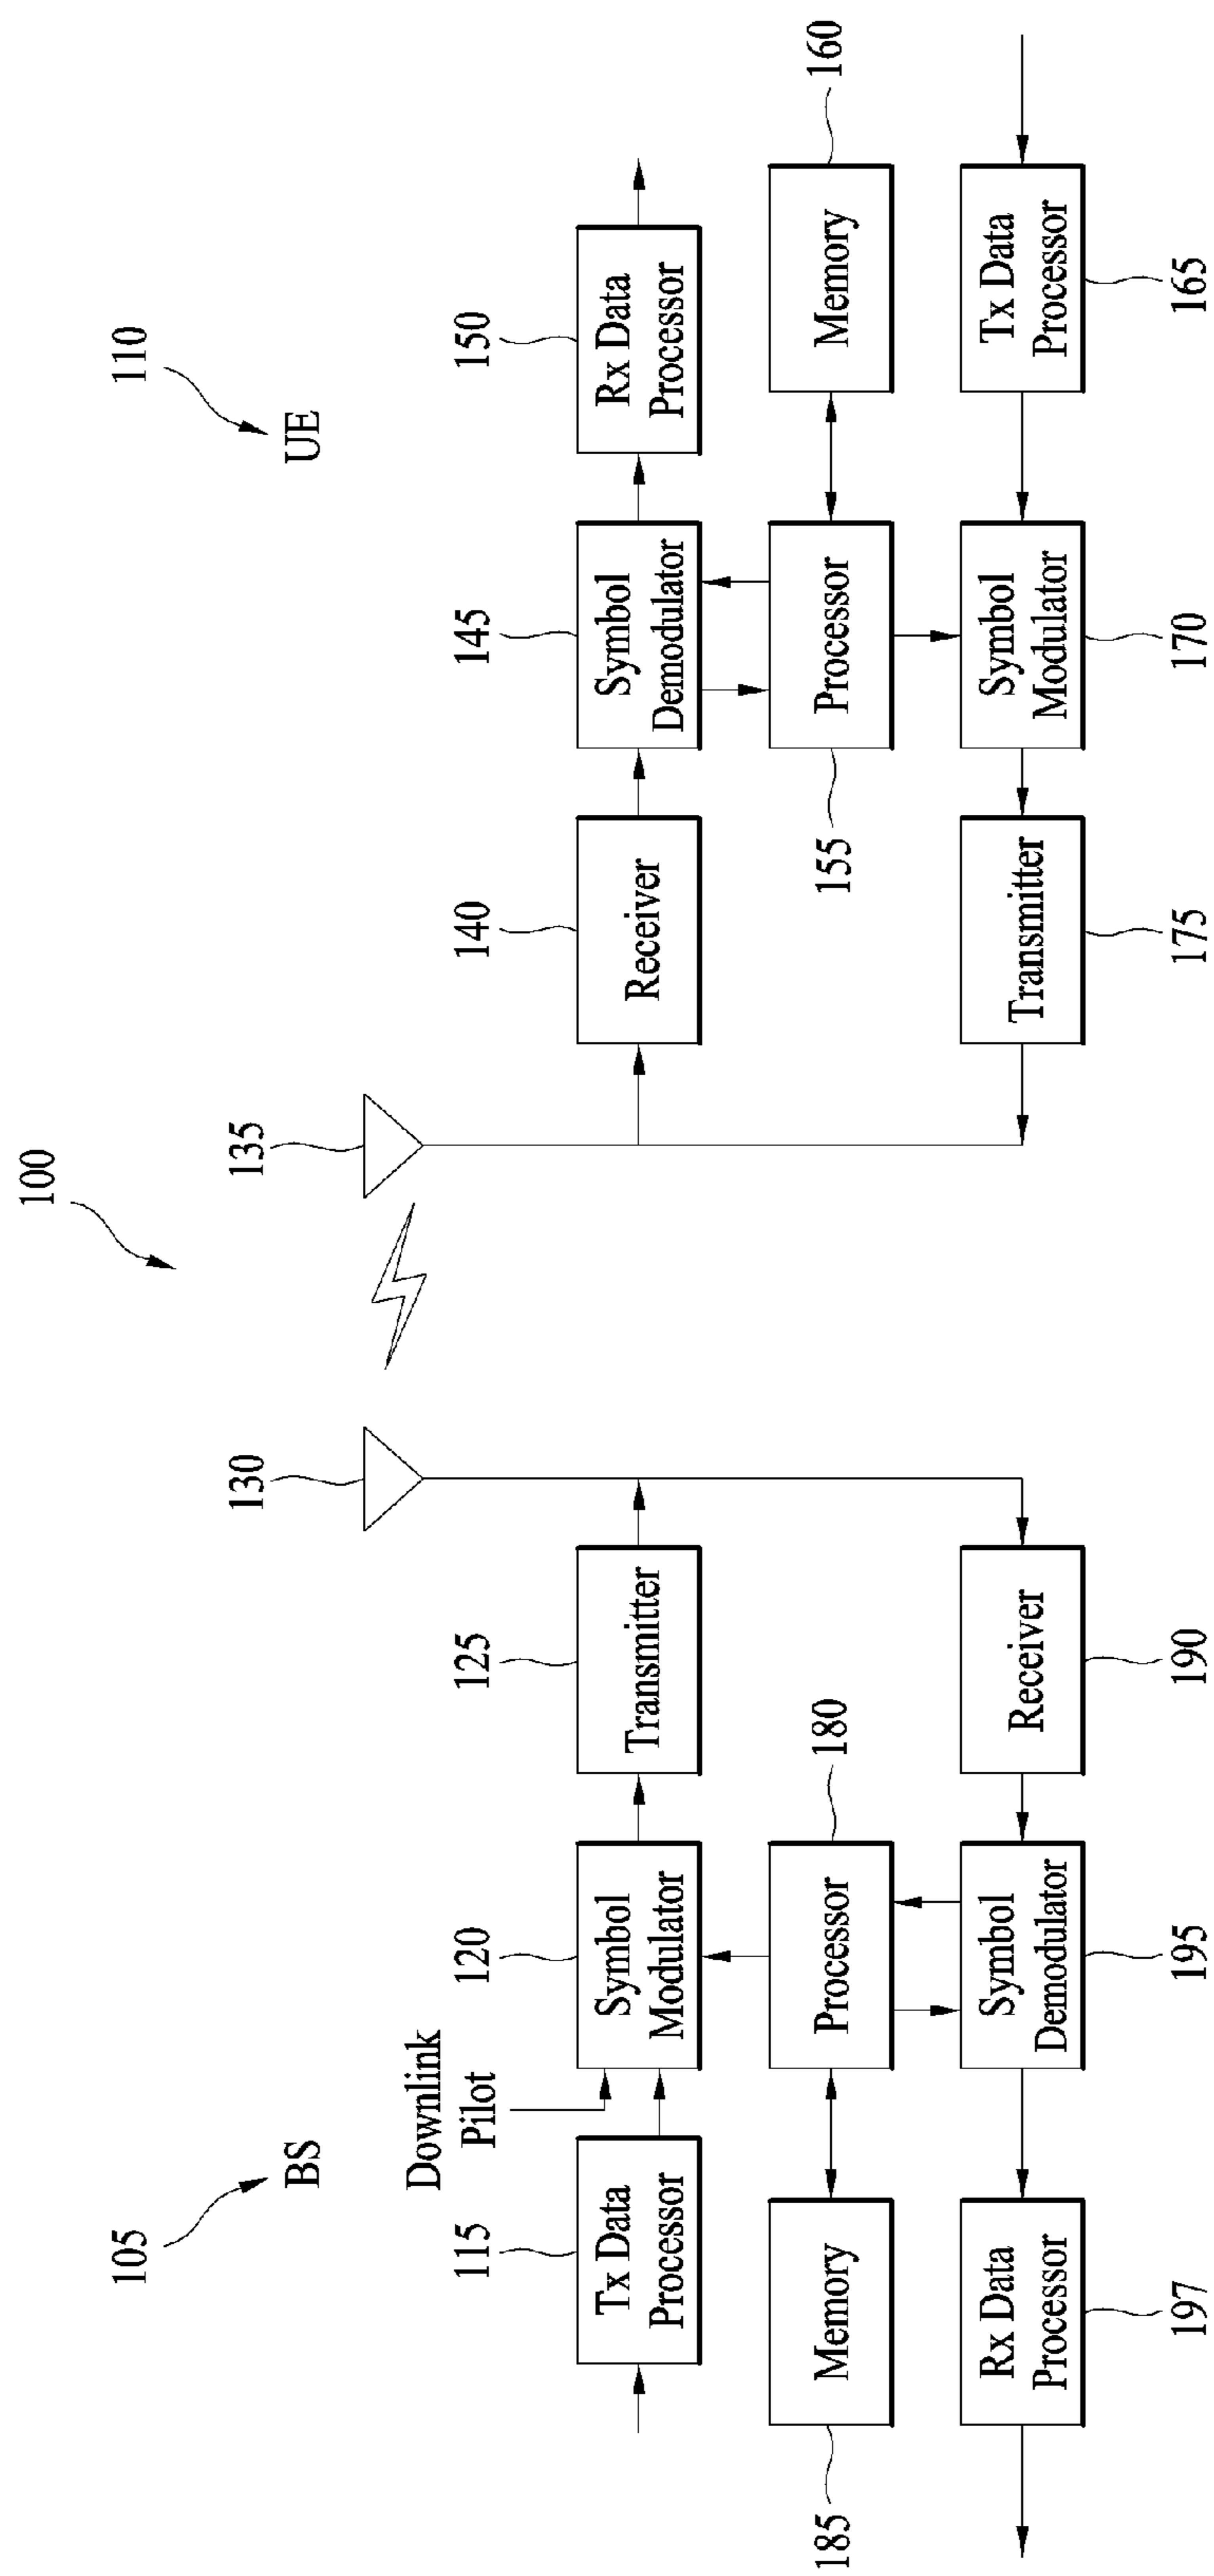 100
105
BS
110
UE
130
135
Downlink
Pilot
115
120
125
140
145
150
Tx Data
Processor
Symbol
Modulator
Transmitter
Receiver
Symbol
Demodulator
Rx Data
Processor
180
160
Memory
Processor
Processor
Memory
185
155
Rx Data
Processor
Symbol
Demodulator
Receiver
Transmitter
Symbol
Modulator
Tx Data
Processor
197
195
190
175
170
165